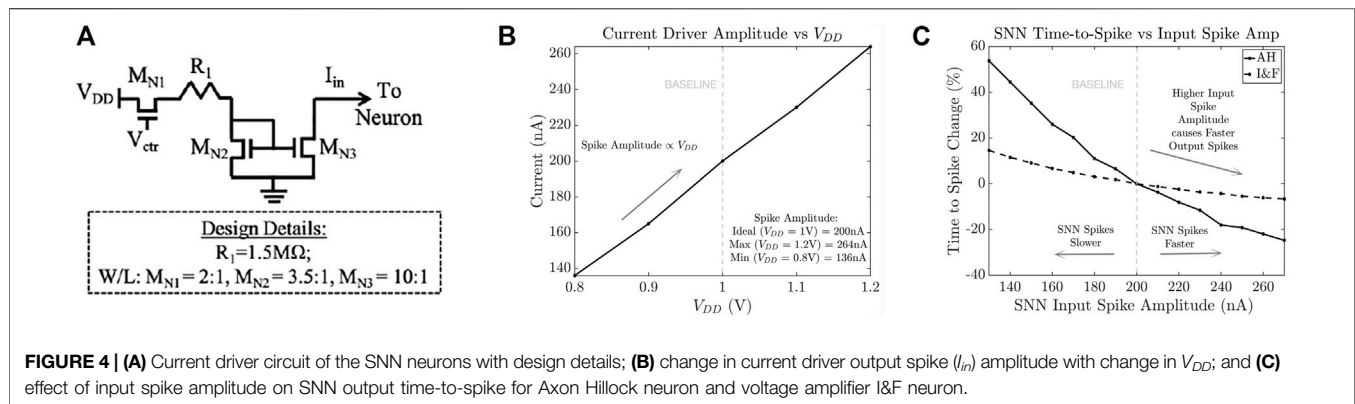 A
V_DD
M_N1
R_1
I_in
To
Neuron
V_ctr
M_N2
M_N3
Design Details:
R_1=1.5MΩ;
W/L: M_N1 = 2:1, M_N2 = 3.5:1, M_N3 = 10:1
B
Current Driver Amplitude vs V_DD
260
240
220
200
180
160
140
Current (nA)
BASELINE
Spike Amplitude ∝ V_DD
Spike Amplitude:
Ideal (V_DD = 1V) = 200nA
Max (V_DD = 1.2V) = 264nA
Min (V_DD = 0.8V) = 136nA
0.8 0.9 1 1.1 1.2
V_DD (V)
C
SNN Time-to-Spike vs Input Spike Amp
60
40
20
0
-20
-40
Time to Spike Change (%)
AH
I&F
BASELINE
Higher Input
Spike
Amplitude
causes Faster
Output Spikes
SNN Spikes
Slower
SNN Spikes
Faster
140 160 180 200 220 240 260
SNN Input Spike Amplitude (nA)
FIGURE 4 | (A) Current driver circuit of the SNN neurons with design details; (B) change in current driver output spike (I_in) amplitude with change in V_DD; and (C)
effect of input spike amplitude on SNN output time-to-spike for Axon Hillock neuron and voltage amplifier I&F neuron.